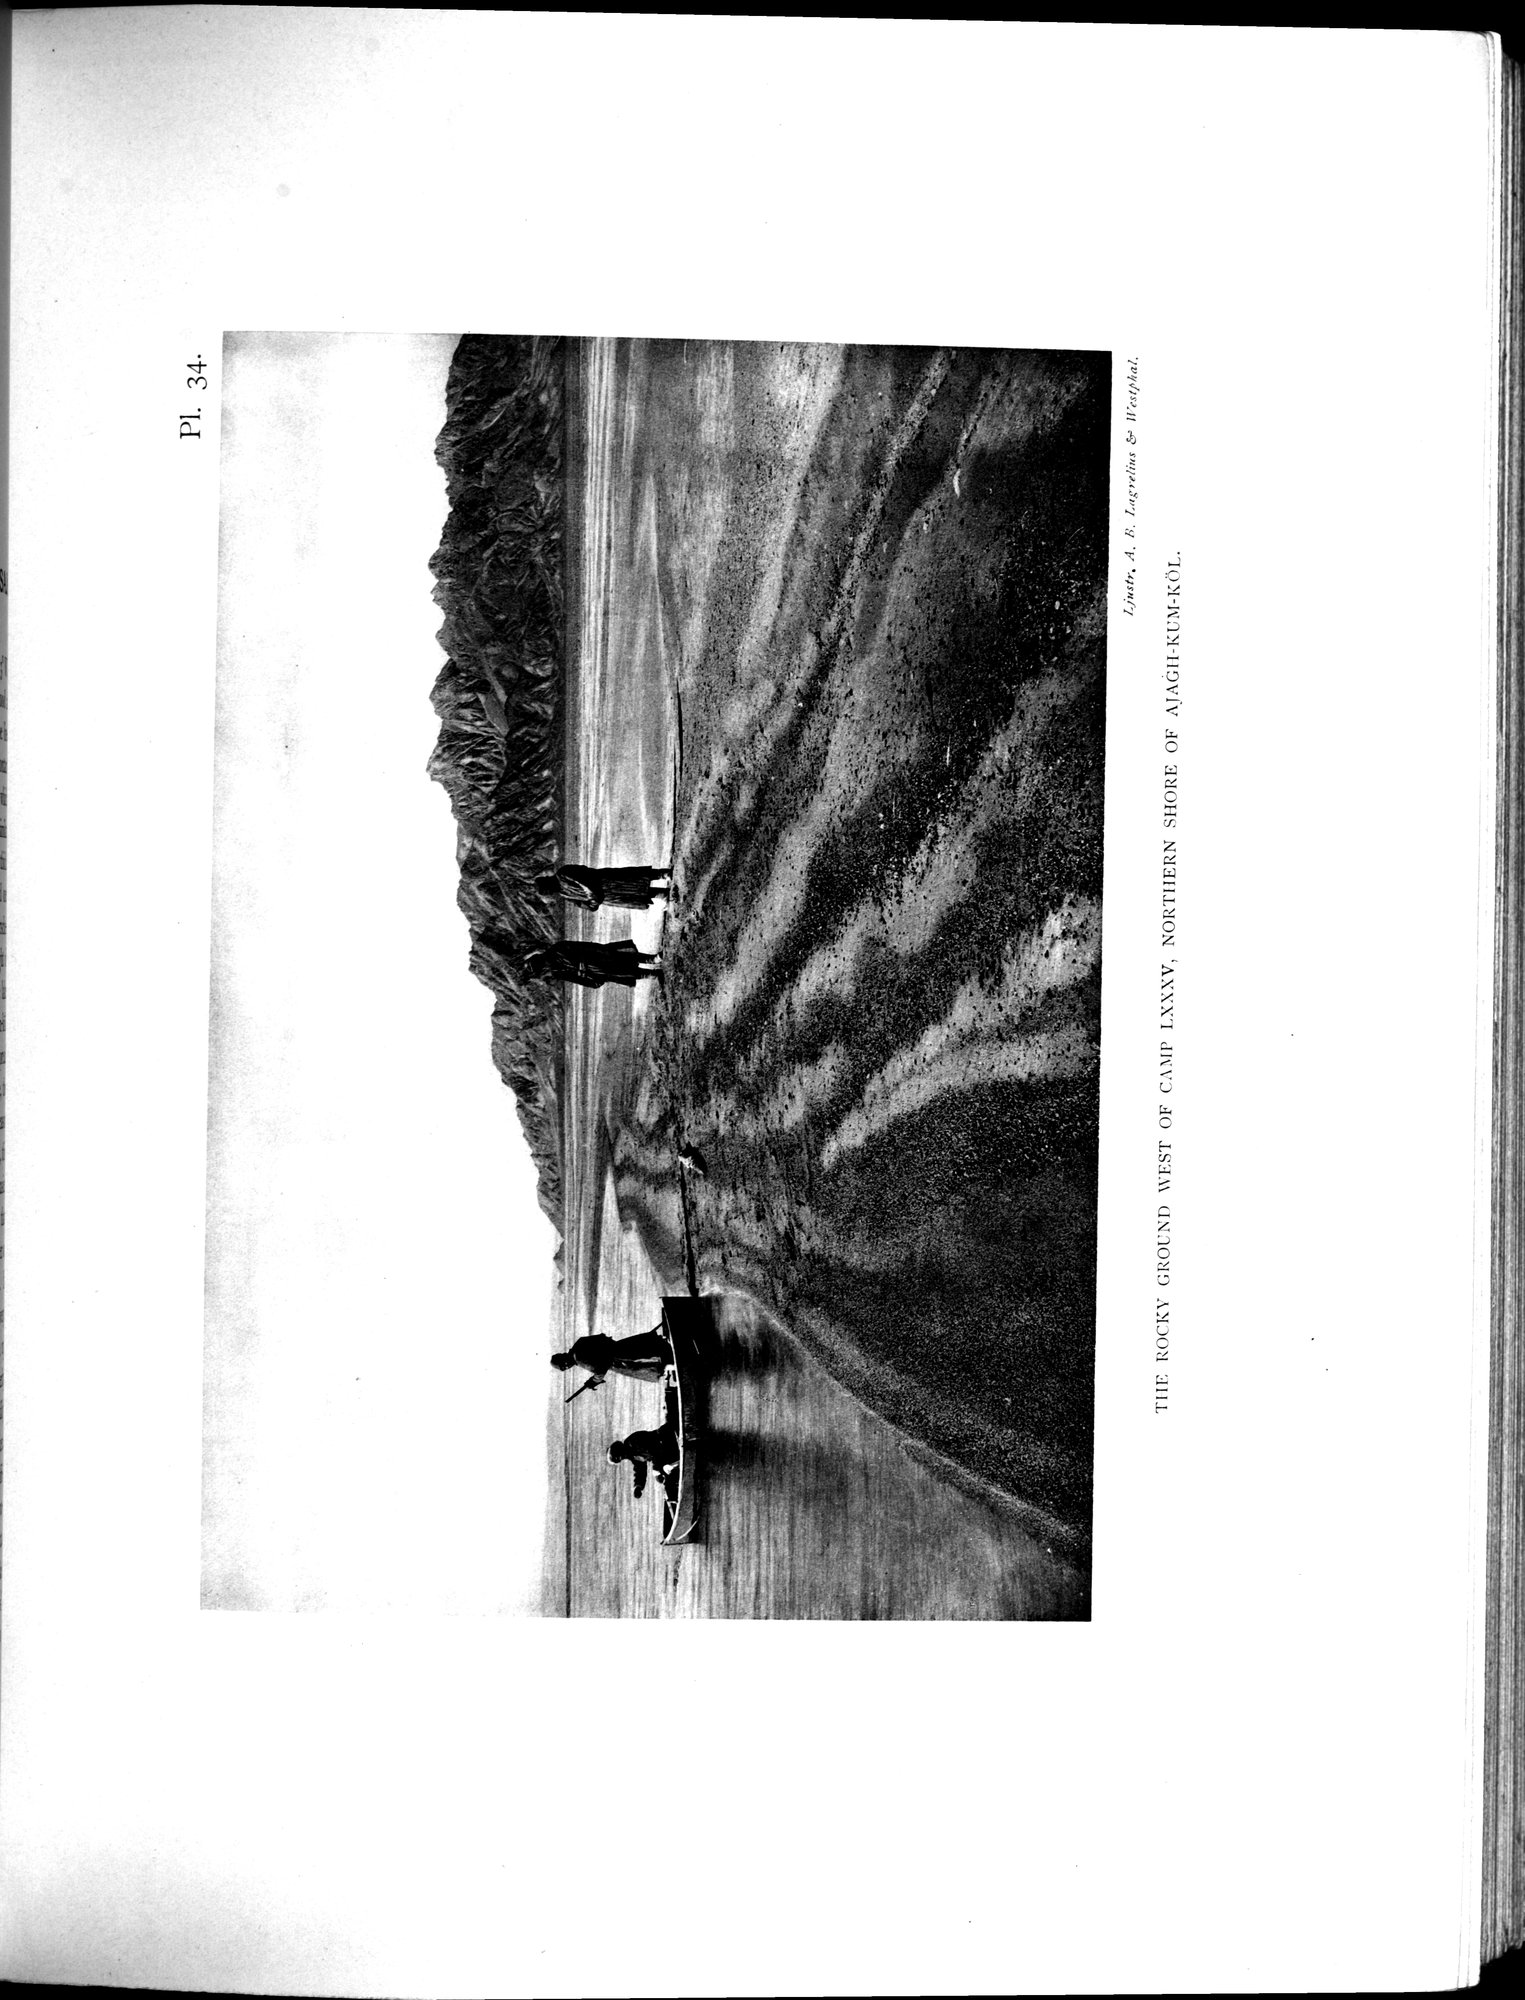 Pl. 34.
Ljustr. A. B. Lagrelius & Westphal.
THE ROCKY GROUND WEST OF CAMP LXXXV, NORTHERN SHORE OF AJAGH-KUM-KÖL.